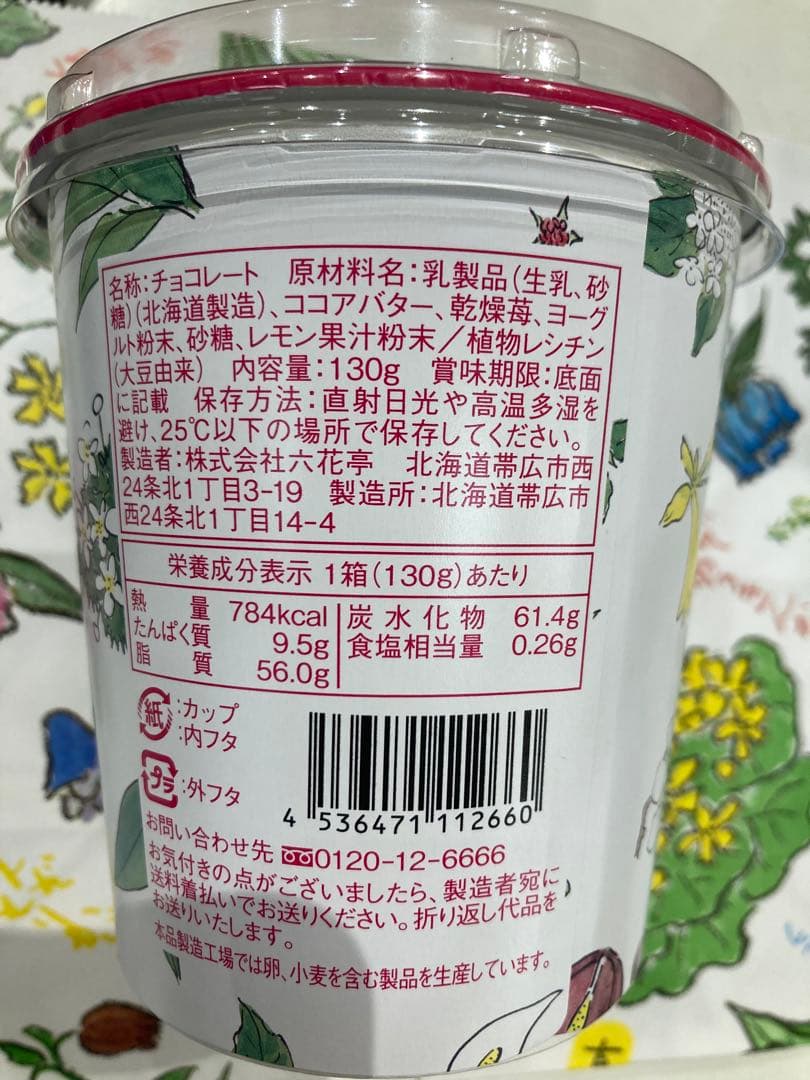 名称：チョコレート　原材料名：乳製品（生乳、砂
糖）（北海道製造）、ココアバター、乾燥苺、ヨーグ
ルト粉末、砂糖、レモン果汁粉末／植物レシチン
（大豆由来）　内容量：130g　賞味期限：底面
に記載　保存方法：直射日光や高温多湿を
避け、25℃以下の場所で保存してください。
製造者：株式会社六花亭　北海道帯広市西
24条北1丁目3-19　製造所：北海道帯広市
西24条北1丁目14-4
栄養成分表示 1箱（130g）あたり
熱量 784kcal 炭水化物 61.4g
たんぱく質 9.5g 食塩相当量 0.26g
脂質 56.0g
紙：カップ
：内フタ
プラ：外フタ
4 536471 112660
お問い合わせ先 0120-12-6666
お気付きの点がございましたら、製造者宛に
送料着払いでお送りください。折り返し代品を
お送りいたします。
本品製造工場では卵、小麦を含む製品を生産しています。